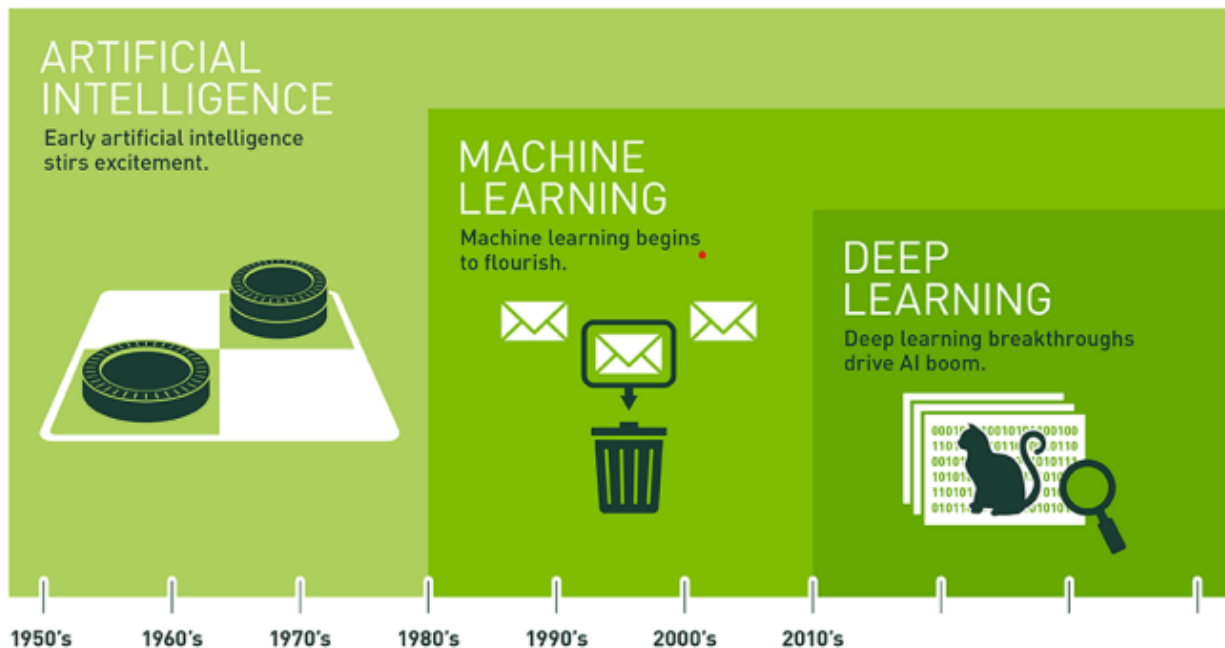 ARTIFICIAL
INTELLIGENCE
Early artificial intelligence
stirs excitement.
MACHINE
LEARNING
Machine learning begins
to flourish.
DEEP
LEARNING
Deep learning breakthroughs
drive AI boom.
1950's 1960's 1970's 1980's 1990's 2000's 2010's